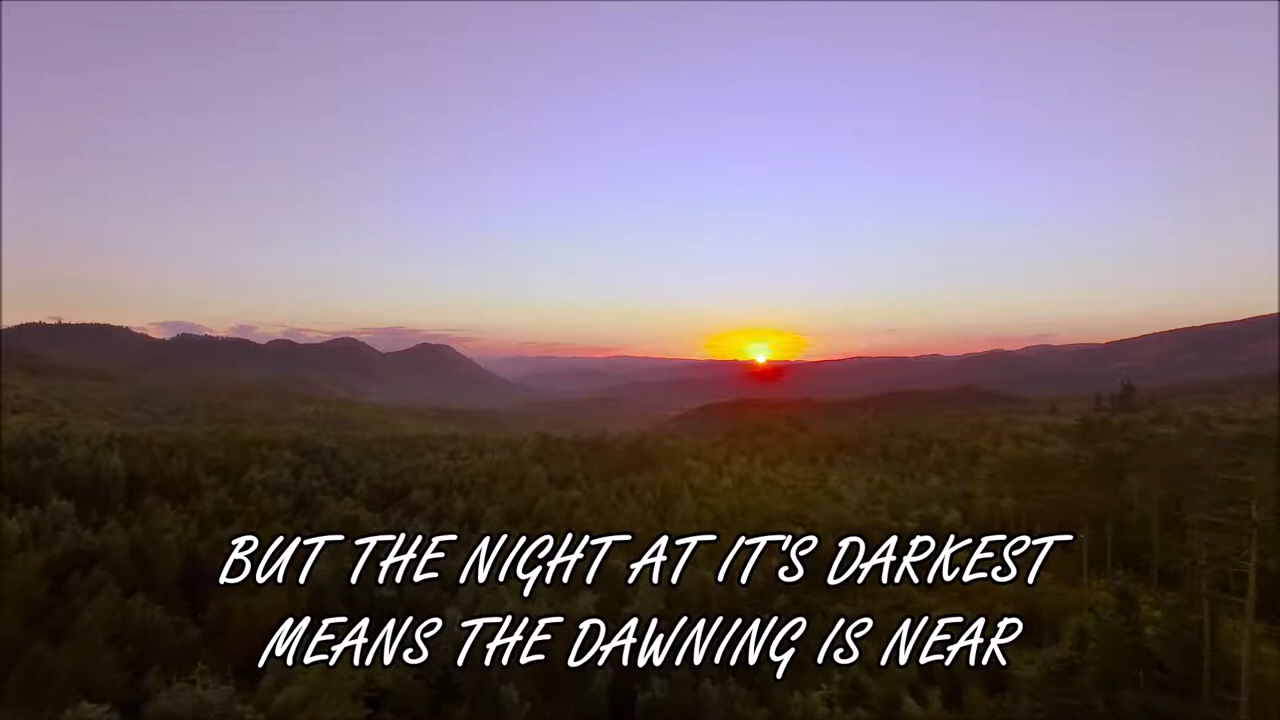 BUT THE NIGHT AT IT'S DARKEST
MEANS THE DAWNING IS NEAR